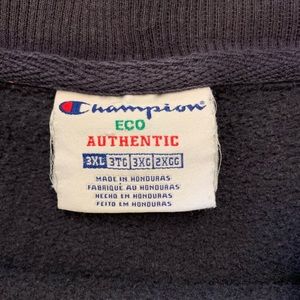 Champion
ECO
AUTHENTIC
3XL 3TG 3XG 2XGG
MADE IN HONDURAS
FABRIQUÉ AU HONDURAS
HECHO EN HONDURAS
FEITO EM HONDURAS